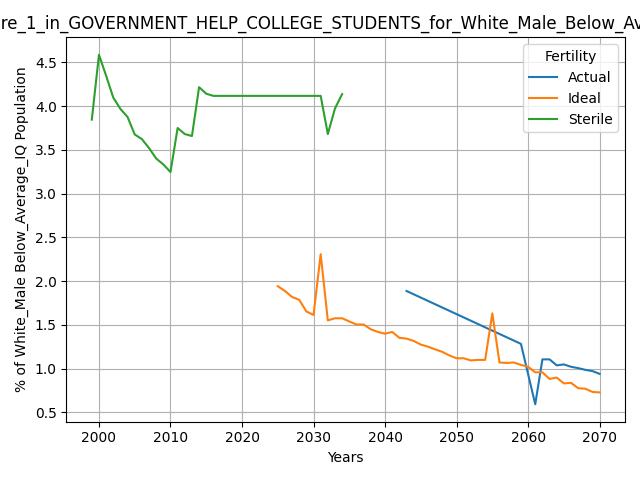 re_1_in_GOVERNMENT_HELP_COLLEGE_STUDENTS_for_White_Male_Below_Av
Fertility
Actual
Ideal
Sterile
% of White_Male Below_Average_IQ Population
4.5
4.0
3.5
3.0
2.5
2.0
1.5
1.0
0.5
2000 2010 2020 2030 2040 2050 2060 2070
Years